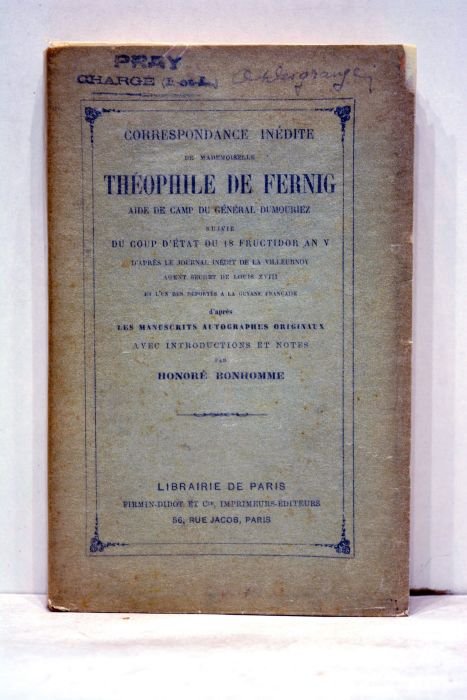 PRAY
CHARGÉ (I-et-L.)
CORRESPONDANCE INÉDITE
DE MADEMOISELLE
THÉOPHILE DE FERNIG
AIDE DE CAMP DU GÉNÉRAL DUMOURIEZ
SUIVIE
DU COUP D'ÉTAT DU 18 FRUCTIDOR AN V
D'APRÈS LE JOURNAL INÉDIT DE LA VILLEURNOY
AGENT SECRET DE LOUIS XVIII
ET L'UN DES DÉPORTÉS A LA GUYANE FRANÇAISE
d'après
LES MANUSCRITS AUTOGRAPHES ORIGINAUX
AVEC INTRODUCTIONS ET NOTES
PAR
HONORÉ BONHOMME
LIBRAIRIE DE PARIS
FIRMIN-DIDOT ET Cie, IMPRIMEURS-ÉDITEURS
56, RUE JACOB, PARIS